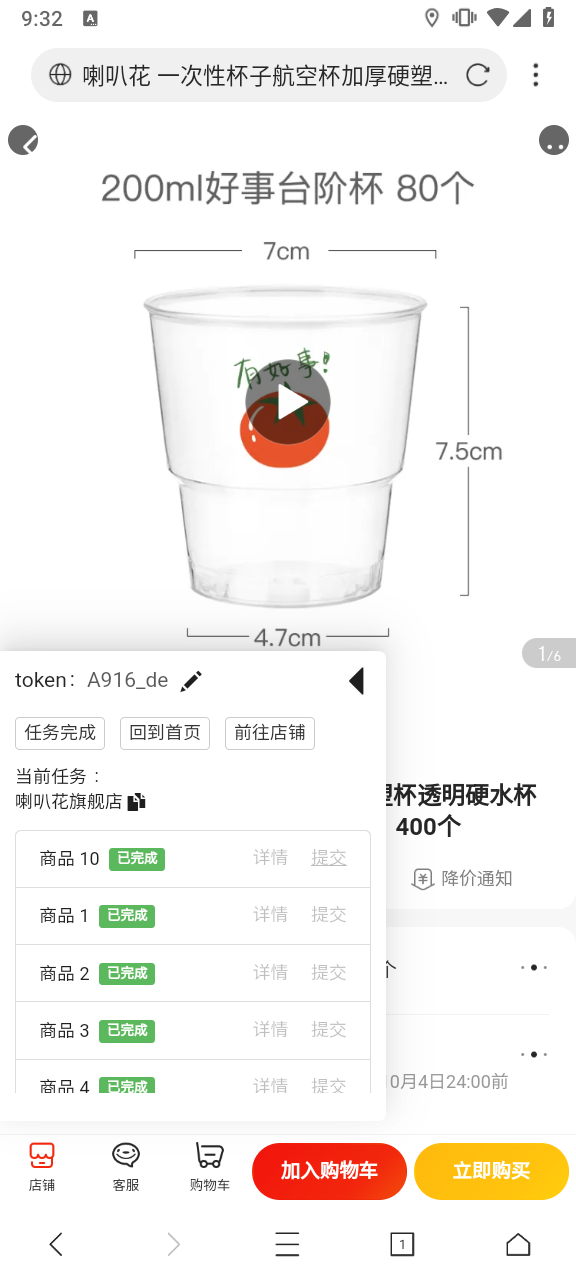 9:32
A
喇叭花 一次性杯子航空杯加厚硬塑...
200ml好事台阶杯 80个
7cm
有好事!
7.5cm
4.7cm
1/6
token: A916_de
任务完成 回到首页 前往店铺
当前任务：
喇叭花旗舰店
塑杯透明硬水杯
400个
降价通知
商品 10 已完成 详情 提交
商品 1 已完成 详情 提交
商品 2 已完成 详情 提交
个
商品 3 已完成 详情 提交
商品 4 已完成 详情 提交
0月4日24:00前
店铺 客服 购物车 加入购物车 立即购买
1